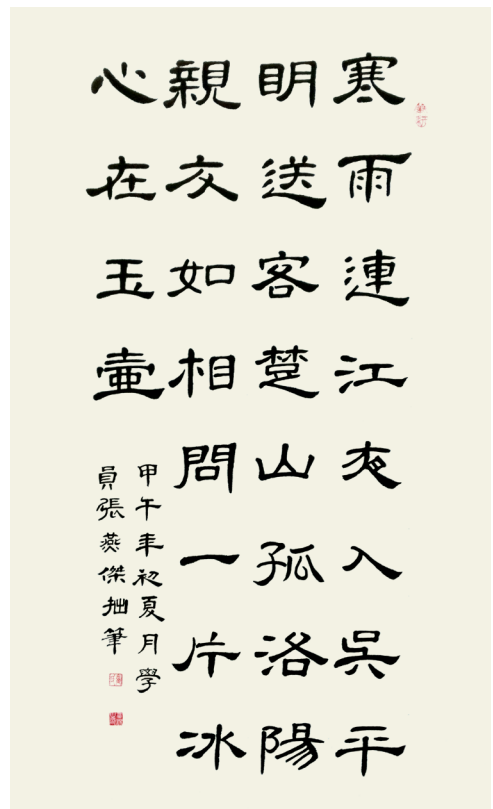 寒雨連江夜入吳平
明送客楚山孤洛陽
親友如相問一片冰
心在玉壺
甲午年初夏月學
員張燕傑拙筆